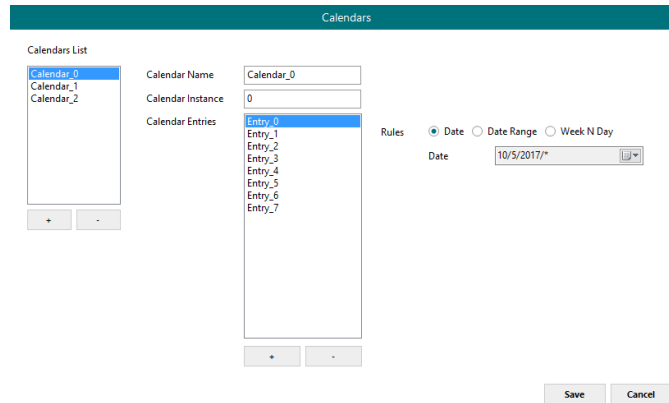 Calendars
Calendars List
Calendar_0
Calendar_1
Calendar_2
+ -
Calendar Name Calendar_0
Calendar Instance 0
Calendar Entries
Entry_0
Entry_1
Entry_2
Entry_3
Entry_4
Entry_5
Entry_6
Entry_7
+ -
Rules Date Date Range Week N Day
Date 10/5/2017/*
Save Cancel